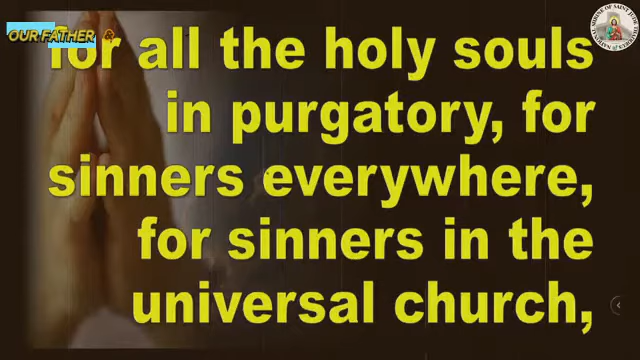 OUR FATHER
for all the holy souls
in purgatory, for
sinners everywhere,
for sinners in the
universal church,